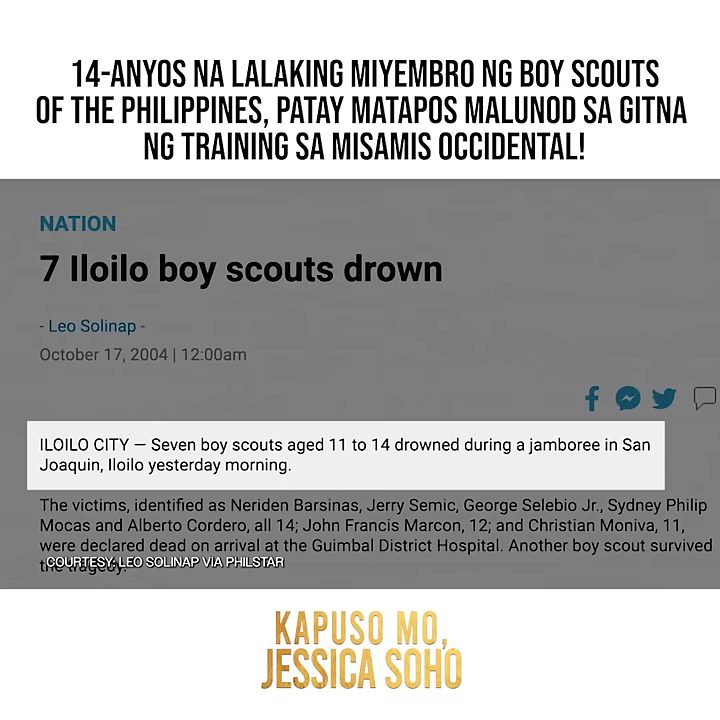 14-ANYOS NA LALAKING MIYEMBRO NG BOY SCOUTS
OF THE PHILIPPINES, PATAY MATAPOS MALUNOD SA GITNA
NG TRAINING SA MISAMIS OCCIDENTAL!
NATION
7 Iloilo boy scouts drown
- Leo Solinap -
October 17, 2004 | 12:00am
ILOILO CITY — Seven boy scouts aged 11 to 14 drowned during a jamboree in San
Joaquin, Iloilo yesterday morning.
The victims, identified as Neriden Barsinas, Jerry Semic, George Selebio Jr., Sydney Philip
Mocas and Alberto Cordero, all 14; John Francis Marcon, 12; and Christian Moniva, 11,
were declared dead on arrival at the Guimbal District Hospital. Another boy scout survived
the tragedy.
COURTESY: LEO SOLINAP VIA PHILSTAR
KAPUSO MO,
JESSICA SOHO